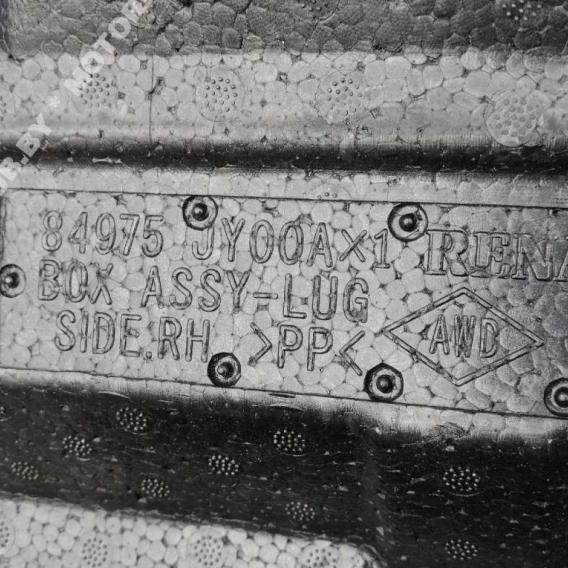 84975 JY00A×1 RENA
BOX ASSY-LUG
SIDE,RH >PP< AWD